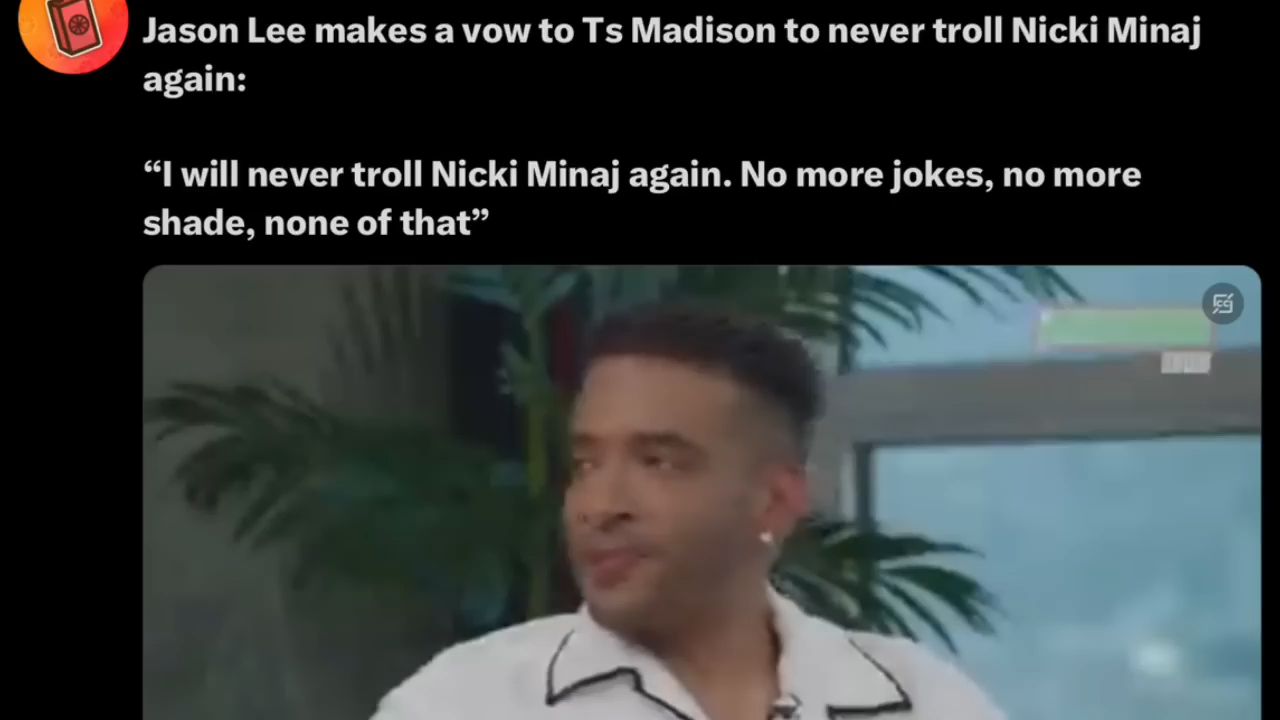 Jason Lee makes a vow to Ts Madison to never troll Nicki Minaj
again:
“I will never troll Nicki Minaj again. No more jokes, no more
shade, none of that”